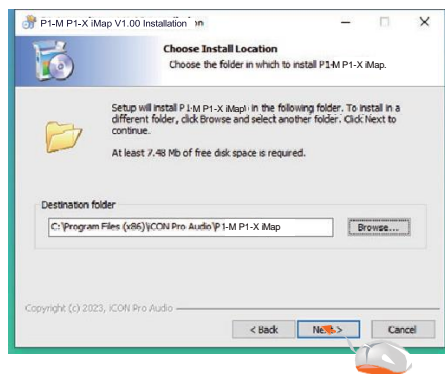 P1-M P1-X iMap V1.00 Installation
Choose Install Location
Choose the folder in which to install P1-M P1-X iMap.
Setup will install P1-M P1-X iMap in the following folder. To install in a
different folder, click Browse and select another folder. Click Next to
continue.
At least 7.48 Mb of free disk space is required.
Destination folder
C:\Program Files (x86)\iCON Pro Audio\P1-M P1-X iMap
Browse...
Copyright (c) 2023, iCON Pro Audio
< Back
Next >
Cancel